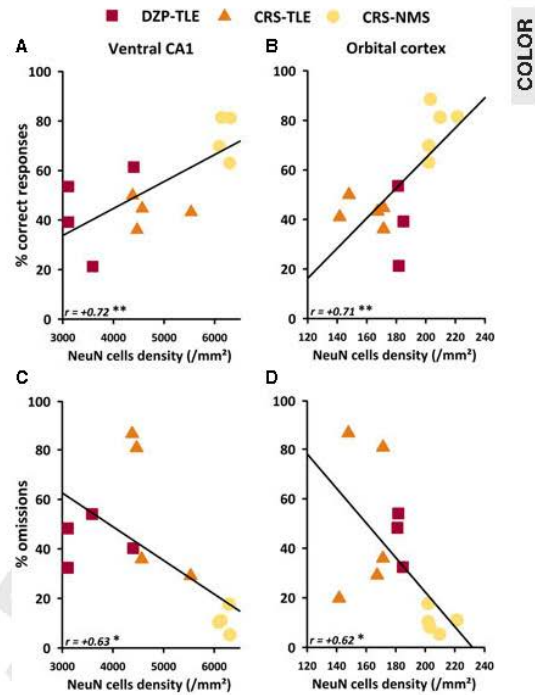 DZP-TLE CRS-TLE CRS-NMS
COLOR
A Ventral CA1
B Orbital cortex
% correct responses
100
80
60
40
20
0
r = +0.72 **
3000 4000 5000 6000
NeuN cells density (/mm²)
100
80
60
40
20
0
r = +0.71 **
120 140 160 180 200 220 240
NeuN cells density (/mm²)
C
D
% omissions
100
80
60
40
20
0
r = +0.63 *
3000 4000 5000 6000
NeuN cells density (/mm²)
100
80
60
40
20
0
r = +0.62 *
120 140 160 180 200 220 240
NeuN cells density (/mm²)